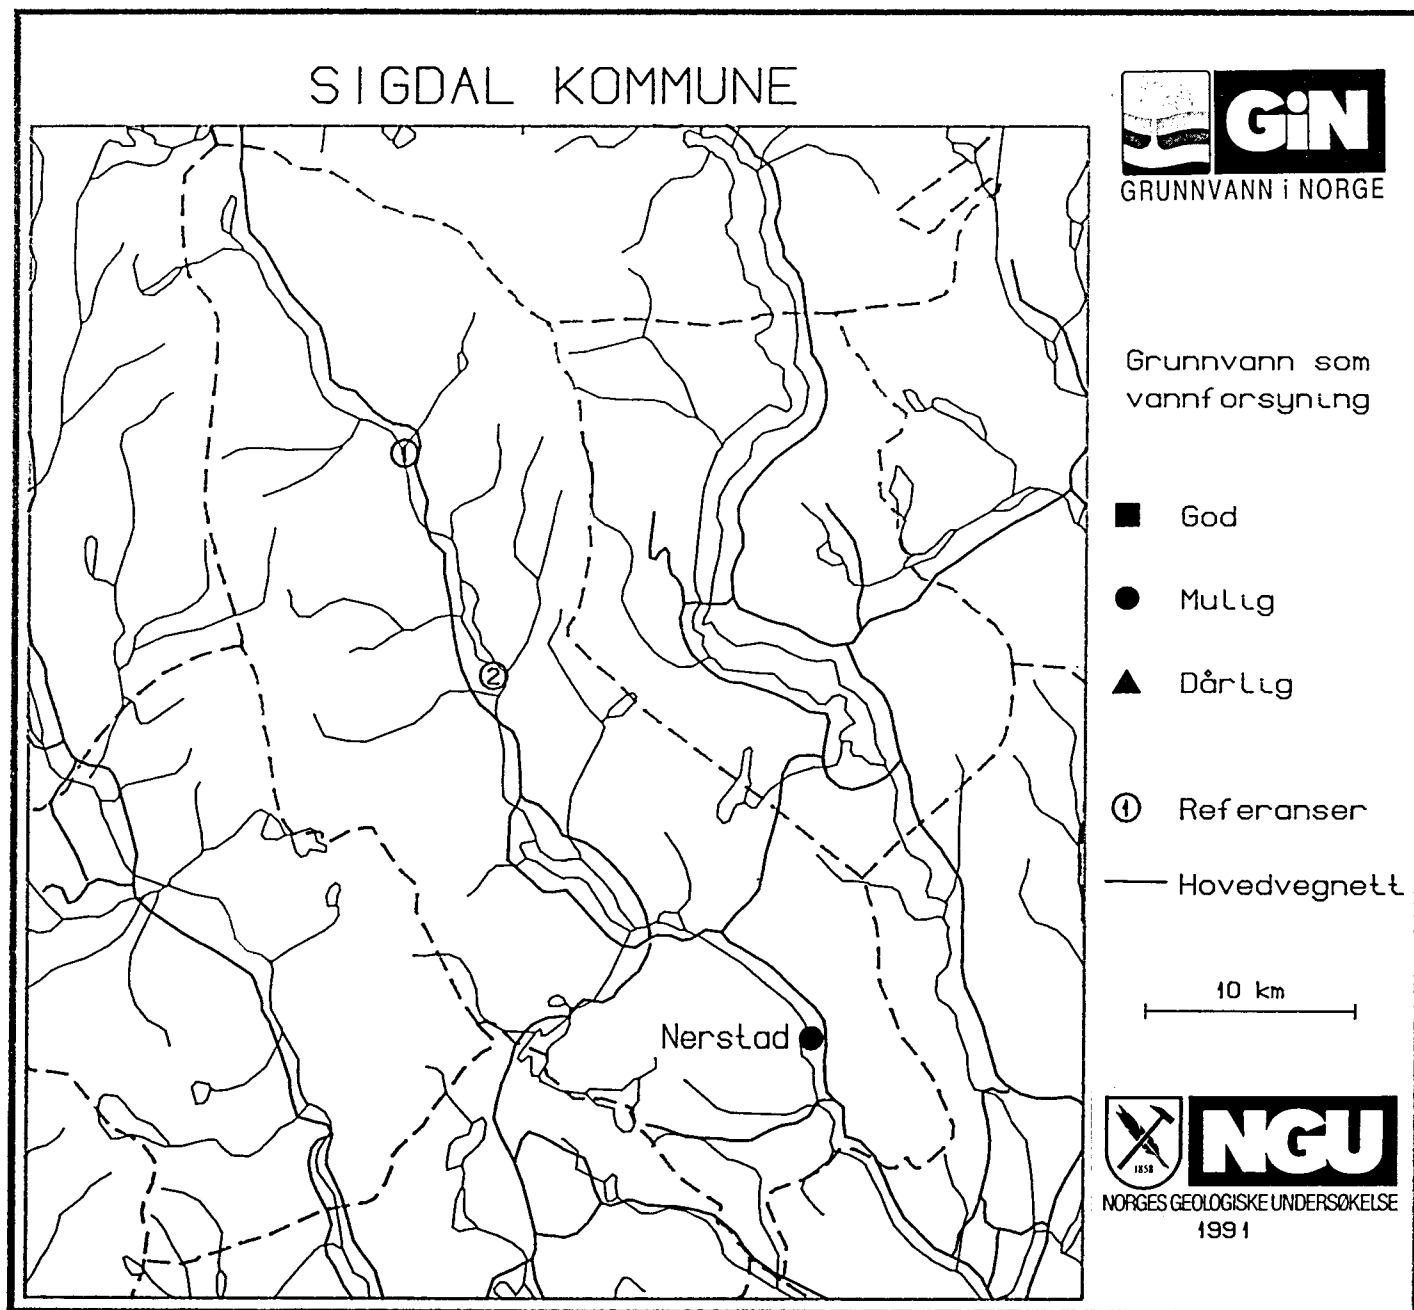 SIGDAL KOMMUNE
GiN
GRUNNVANN i NORGE
Grunnvann som
vannforsyning
God
Mulig
Dårlig
1 Referanser
Hovedvegnett
10 km
1
2
Nerstad
1858
NGU
NORGES GEOLOGISKE UNDERSØKELSE
1991